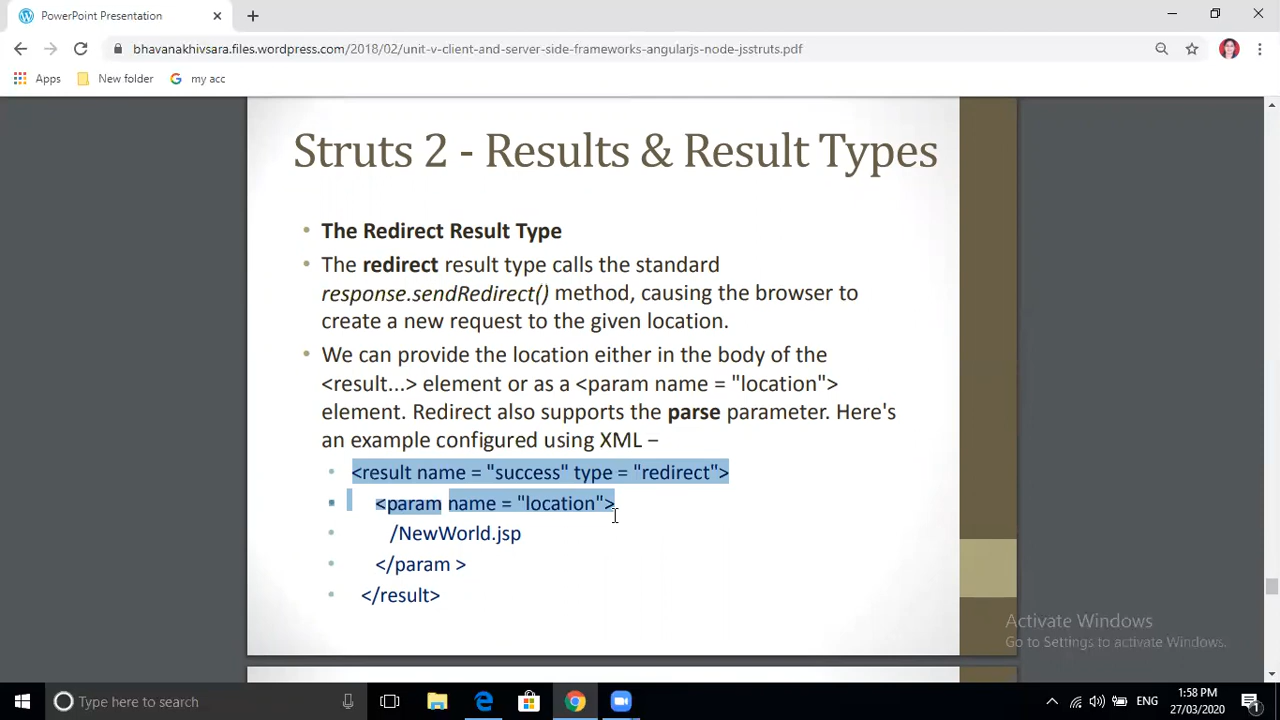 PowerPoint Presentation
bhavanakhivsara.files.wordpress.com/2018/02/unit-v-client-and-server-side-frameworks-angularjs-node-jsstruts.pdf
Apps New folder my acc
Struts 2 - Results & Result Types
• The Redirect Result Type
• The redirect result type calls the standard
response.sendRedirect() method, causing the browser to
create a new request to the given location.
• We can provide the location either in the body of the
<result...> element or as a <param name = "location">
element. Redirect also supports the parse parameter. Here's
an example configured using XML −
• <result name = "success" type = "redirect">
• <param name = "location">
• /NewWorld.jsp
• </param >
• </result>
Activate Windows
Go to Settings to activate Windows.
Type here to search
ENG
1:58 PM
27/03/2020
1